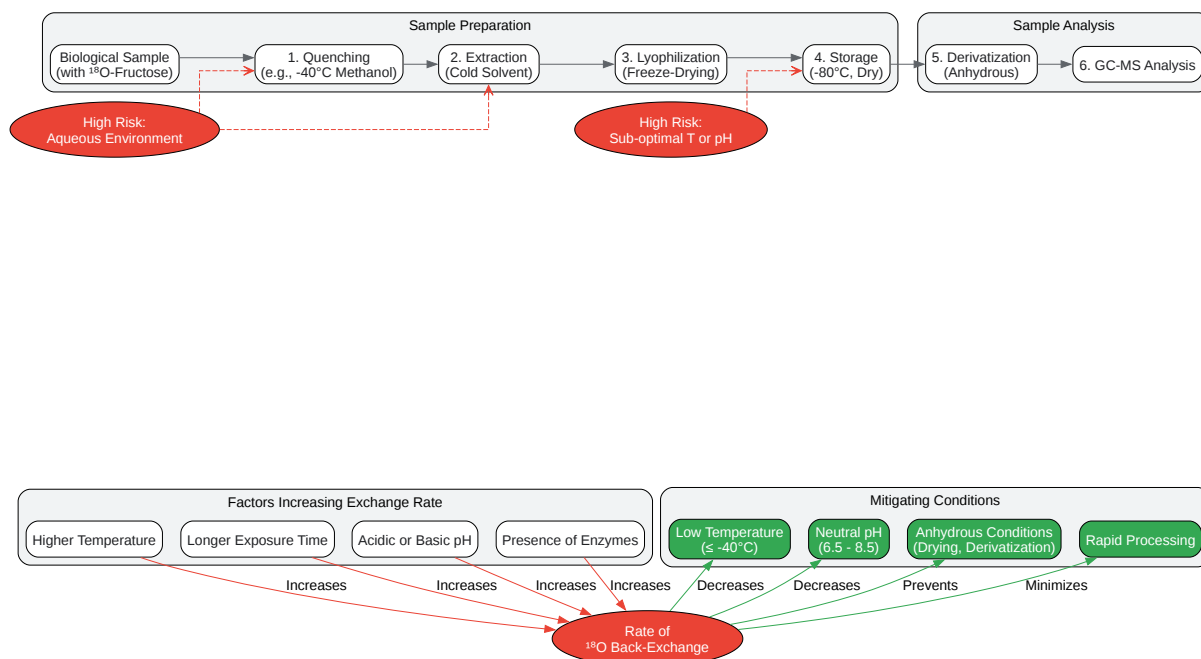 Sample Preparation
Sample Analysis
Biological Sample
(with ¹⁸O-Fructose)
1. Quenching
(e.g., -40°C Methanol)
2. Extraction
(Cold Solvent)
3. Lyophilization
(Freeze-Drying)
4. Storage
(-80°C, Dry)
5. Derivatization
(Anhydrous)
6. GC-MS Analysis
High Risk:
Aqueous Environment
High Risk:
Sub-optimal T or pH
Factors Increasing Exchange Rate
Mitigating Conditions
Higher Temperature
Longer Exposure Time
Acidic or Basic pH
Presence of Enzymes
Low Temperature
(≤ -40°C)
Neutral pH
(6.5 - 8.5)
Anhydrous Conditions
(Drying, Derivatization)
Rapid Processing
Increases
Increases
Increases
Increases
Decreases
Decreases
Prevents
Minimizes
Rate of
¹⁸O Back-Exchange